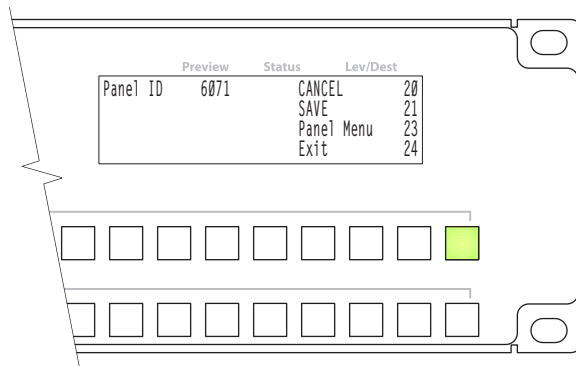 Preview Status Lev/Dest
Panel ID 6071 CANCEL 20
SAVE 21
Panel Menu 23
Exit 24